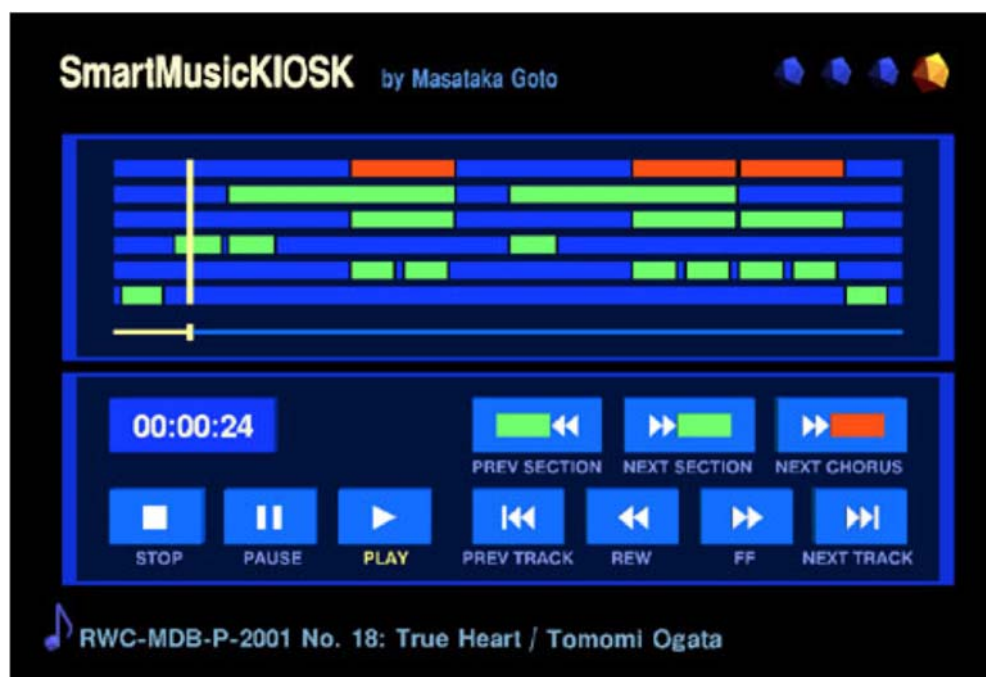 SmartMusicKIOSK by Masataka Goto
00:00:24
PREV SECTION NEXT SECTION NEXT CHORUS
STOP PAUSE PLAY PREV TRACK REW FF NEXT TRACK
RWC-MDB-P-2001 No. 18: True Heart / Tomomi Ogata